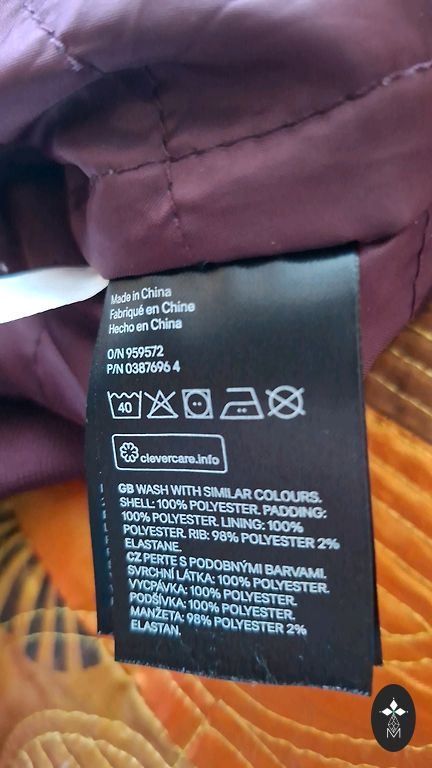 Made in China
Fabriqué en Chine
Hecho en China
O/N 959572
P/N 0387696 4
40
clevercare.info
GB WASH WITH SIMILAR COLOURS.
SHELL: 100% POLYESTER. PADDING:
100% POLYESTER. LINING: 100%
POLYESTER. RIB: 98% POLYESTER 2%
ELASTANE.
CZ PERTE S PODOBNÝMI BARVAMI.
SVRCHNÍ LÁTKA: 100% POLYESTER.
VYCPÁVKA: 100% POLYESTER.
PODŠÍVKA: 100% POLYESTER.
MANŽETA: 98% POLYESTER 2%
ELASTAN.
M